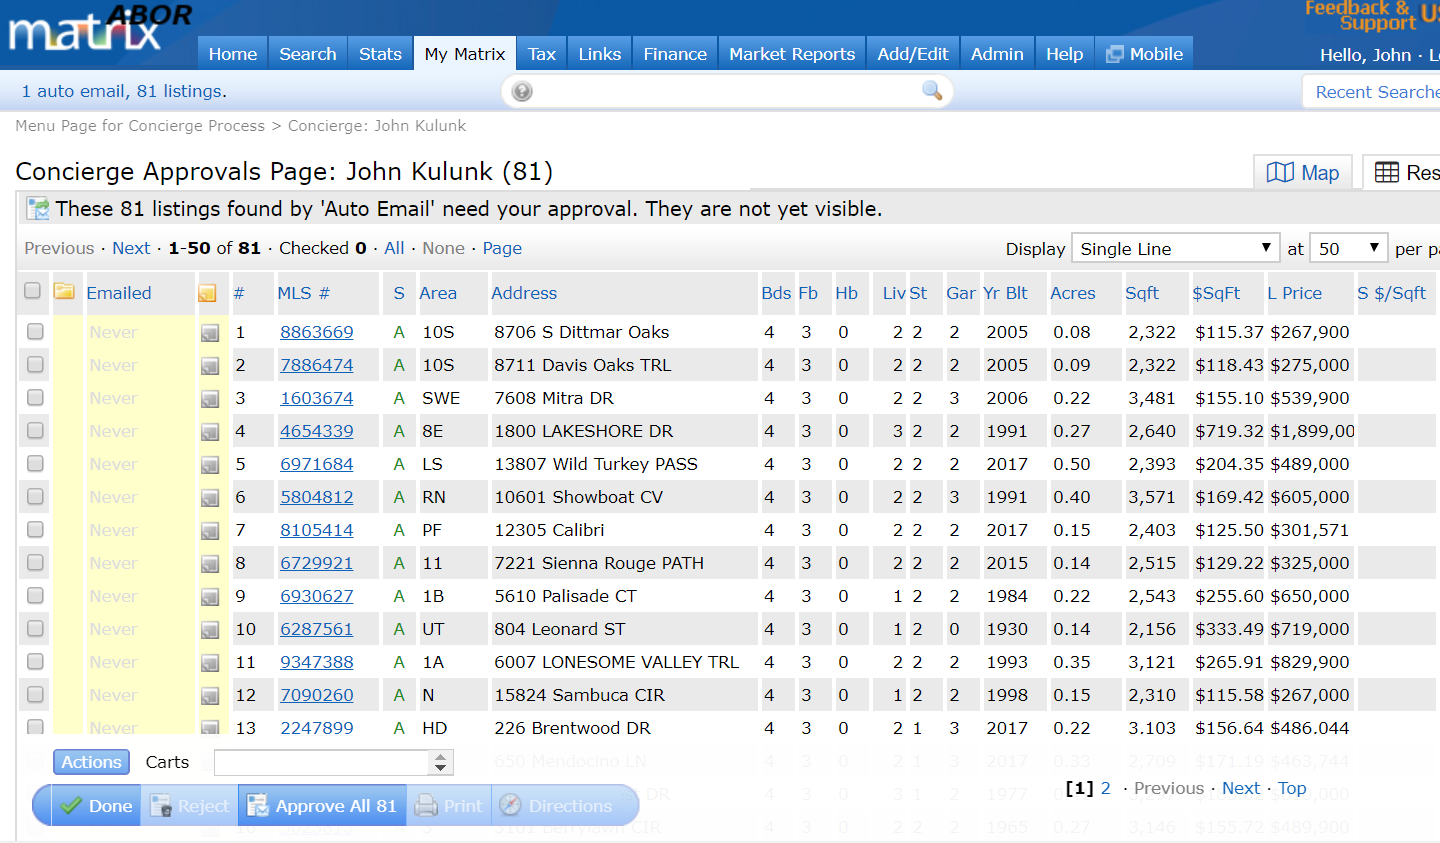 matrix ABOR
Feedback &
Support
Home Search Stats My Matrix Tax Links Finance Market Reports Add/Edit Admin Help Mobile
Hello, John ·
1 auto email, 81 listings.
Recent Searche
Menu Page for Concierge Process > Concierge: John Kulunk
Concierge Approvals Page: John Kulunk (81)
Map Res
These 81 listings found by 'Auto Email' need your approval. They are not yet visible.
Previous · Next · 1-50 of 81 · Checked 0 · All · None · Page
Display Single Line at 50 per p
Emailed # MLS # S Area Address Bds Fb Hb Liv St Gar Yr Blt Acres Sqft $SqFt L Price S $/Sqft
Never 1 8863669 A 10S 8706 S Dittmar Oaks 4 3 0 2 2 2 2005 0.08 2,322 $115.37 $267,900
Never 2 7886474 A 10S 8711 Davis Oaks TRL 4 3 0 2 2 2 2005 0.09 2,322 $118.43 $275,000
Never 3 1603674 A SWE 7608 Mitra DR 4 3 0 2 2 3 2006 0.22 3,481 $155.10 $539,900
Never 4 4654339 A 8E 1800 LAKESHORE DR 4 3 0 3 2 2 1991 0.27 2,640 $719.32 $1,899,00
Never 5 6971684 A LS 13807 Wild Turkey PASS 4 3 0 2 2 2 2017 0.50 2,393 $204.35 $489,000
Never 6 5804812 A RN 10601 Showboat CV 4 3 0 2 2 3 1991 0.40 3,571 $169.42 $605,000
Never 7 8105414 A PF 12305 Calibri 4 3 0 2 2 2 2017 0.15 2,403 $125.50 $301,571
Never 8 6729921 A 11 7221 Sienna Rouge PATH 4 3 0 2 2 2 2015 0.14 2,515 $129.22 $325,000
Never 9 6930627 A 1B 5610 Palisade CT 4 3 0 1 2 2 1984 0.22 2,543 $255.60 $650,000
Never 10 6287561 A UT 804 Leonard ST 4 3 0 1 2 0 1930 0.14 2,156 $333.49 $719,000
Never 11 9347388 A 1A 6007 LONESOME VALLEY TRL 4 3 0 2 2 2 1993 0.35 3,121 $265.91 $829,900
Never 12 7090260 A N 15824 Sambuca CIR 4 3 0 1 2 2 1998 0.15 2,310 $115.58 $267,000
Never 13 2247899 A HD 226 Brentwood DR 4 3 0 2 1 3 2017 0.22 3.103 $156.64 $486.044
Actions Carts
650 Mendocino LN 4 3 0 2 1 3 2017 0.33 2,709 $171.19 $463,744
[1] 2 · Previous · Next · Top
Done Reject Approve All 81 Print Directions
DR 4 3 0 3 1 2 1977
5161 Berrylawn CIR 4 3 0 1965 0.27 3,146 $155.72 $489,900